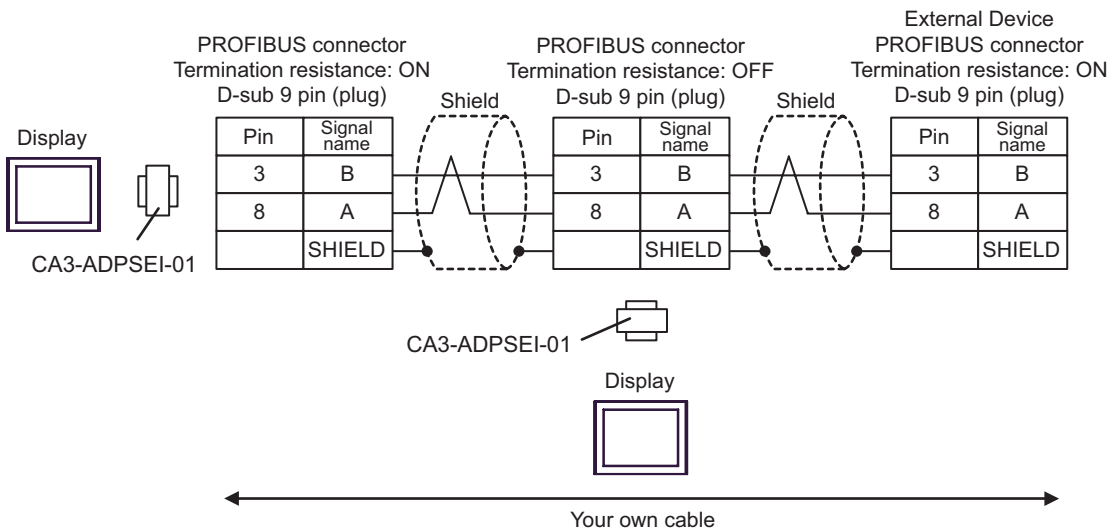 External Device
PROFIBUS connector
Termination resistance: ON
D-sub 9 pin (plug)
PROFIBUS connector
Termination resistance: OFF
D-sub 9 pin (plug)
PROFIBUS connector
Termination resistance: ON
D-sub 9 pin (plug)
Shield
Shield
Display
Pin Signal name
3 B
8 A
SHIELD
Pin Signal name
3 B
8 A
SHIELD
Pin Signal name
3 B
8 A
SHIELD
CA3-ADPSEI-01
CA3-ADPSEI-01
Display
Your own cable